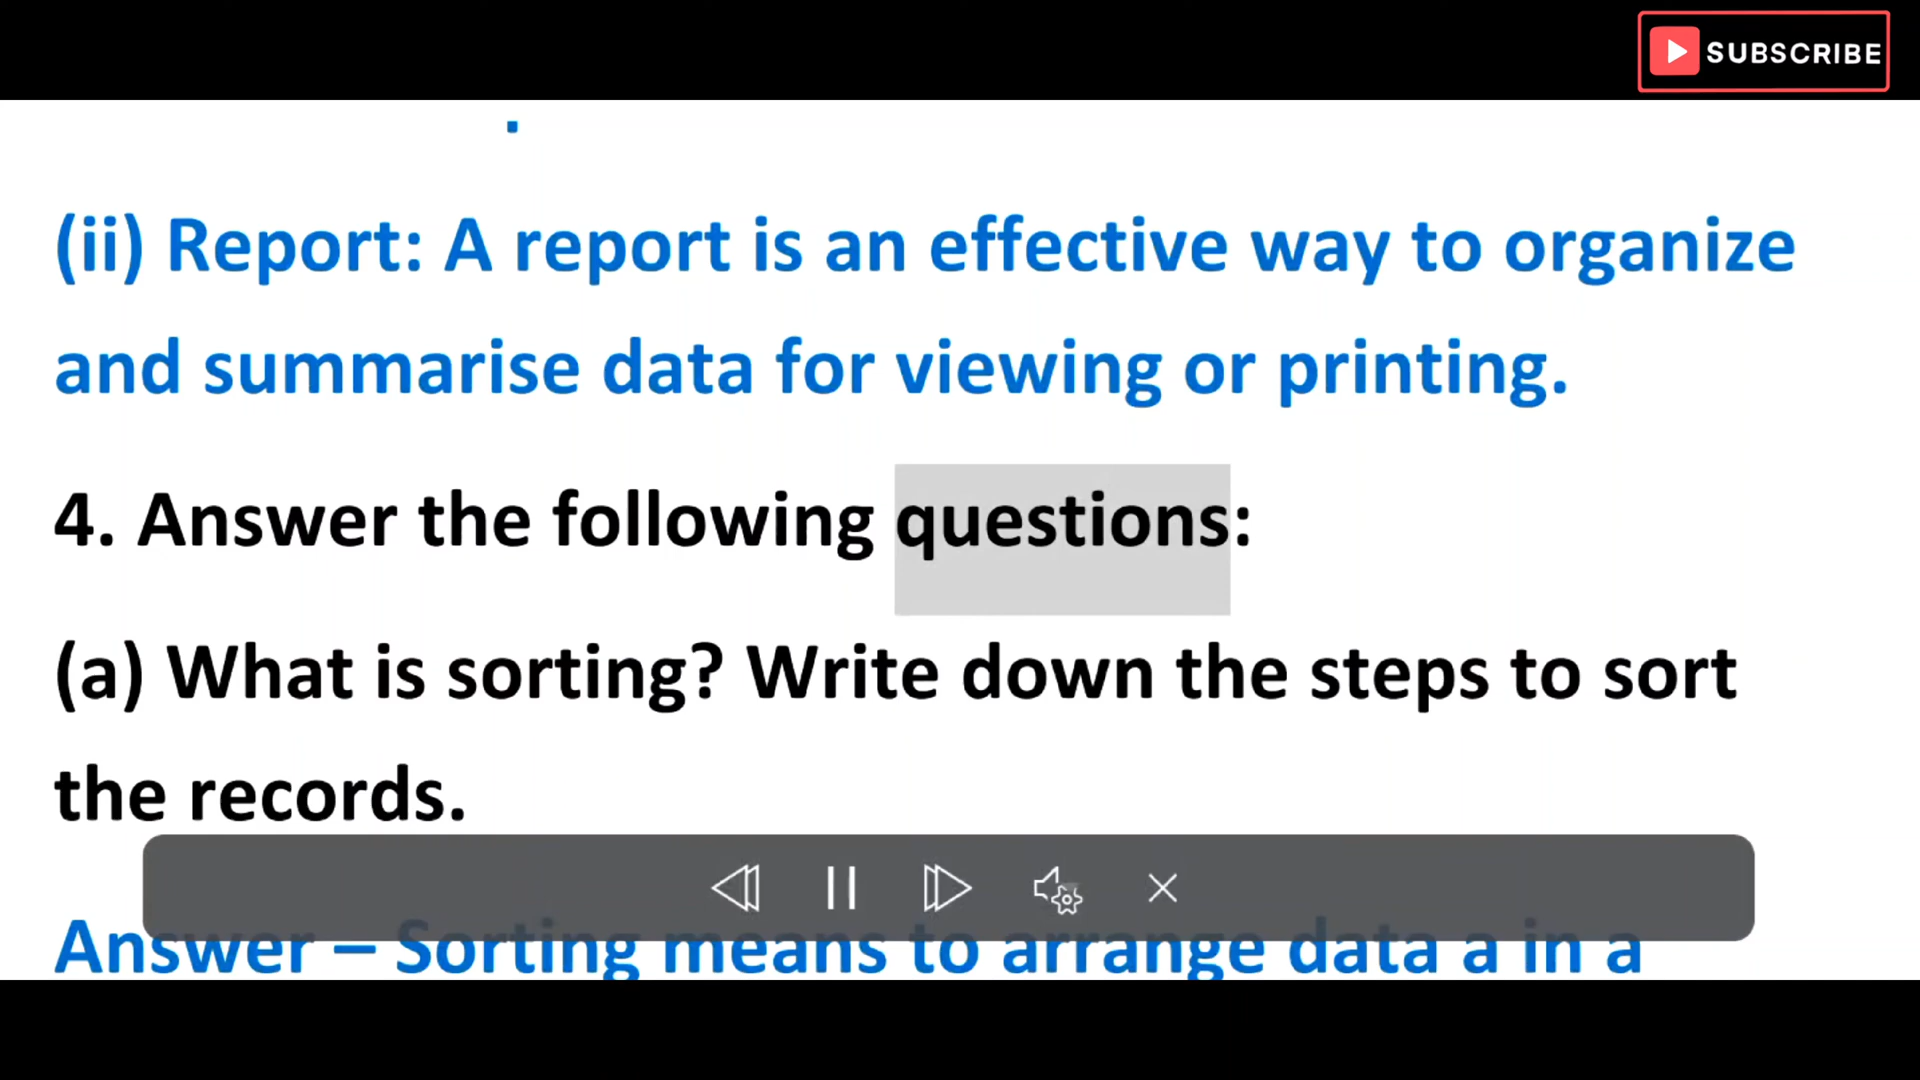 SUBSCRIBE
(ii) Report: A report is an effective way to organize
and summarise data for viewing or printing.
4. Answer the following questions:
(a) What is sorting? Write down the steps to sort
the records.
Answer – Sorting means to arrange data a in a